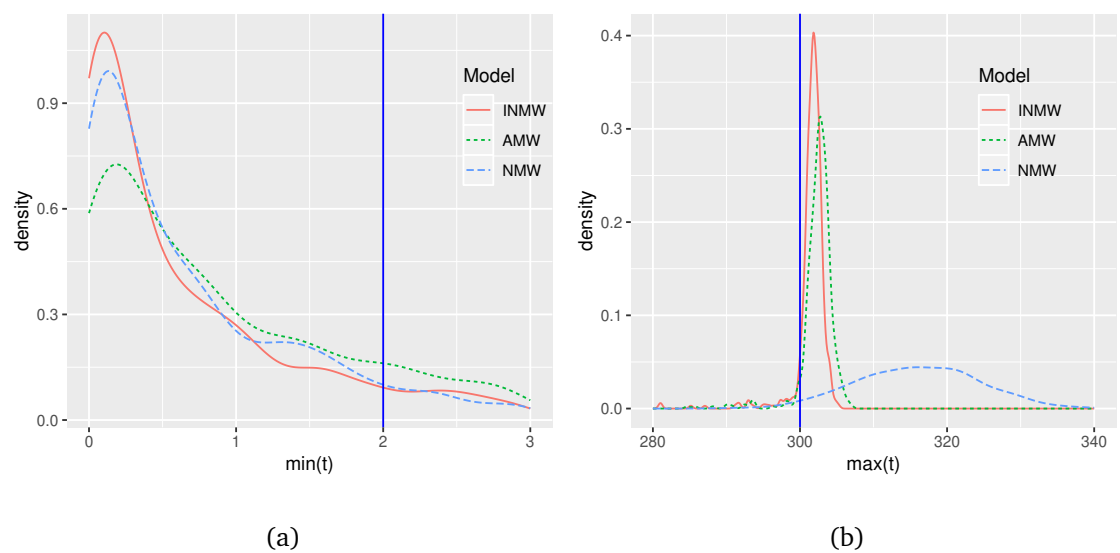 Model
INMW
AMW
NMW
density
0.9
0.6
0.3
0.0
0
1
2
3
min(t)
(a)
Model
INMW
AMW
NMW
density
0.4
0.3
0.2
0.1
0.0
280
300
320
340
max(t)
(b)